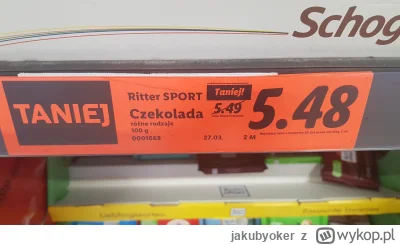 Schog
TANIEJ
Ritter SPORT
Czekolada
różne rodzaje
100 g
0001868
27.03.
2 M
Taniej!
5.49
5.48
jakubyoker z wykop.pl